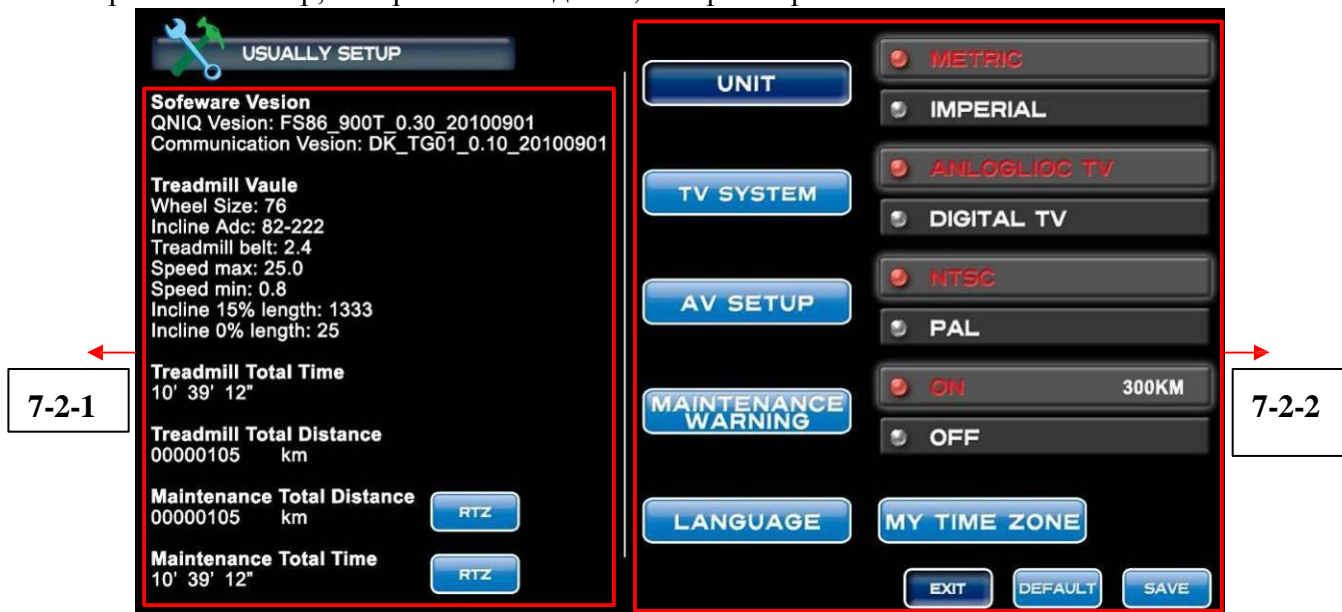 USUALLY SETUP
Sofeware Vesion
QNIQ Vesion: FS86_900T_0.30_20100901
Communication Vesion: DK_TG01_0.10_20100901
Treadmill Vaule
Wheel Size: 76
Incline Adc: 82-222
Treadmill belt: 2.4
Speed max: 25.0
Speed min: 0.8
Incline 15% length: 1333
Incline 0% length: 25
Treadmill Total Time
10' 39' 12"
Treadmill Total Distance
00000105 km
Maintenance Total Distance
00000105 km
RTZ
Maintenance Total Time
10' 39' 12"
RTZ
7-2-1
UNIT
METRIC
IMPERIAL
TV SYSTEM
ANLOGLIOC TV
DIGITAL TV
AV SETUP
NTSC
PAL
MAINTENANCE
WARNING
ON 300KM
OFF
LANGUAGE
MY TIME ZONE
EXIT
DEFAULT
SAVE
7-2-2